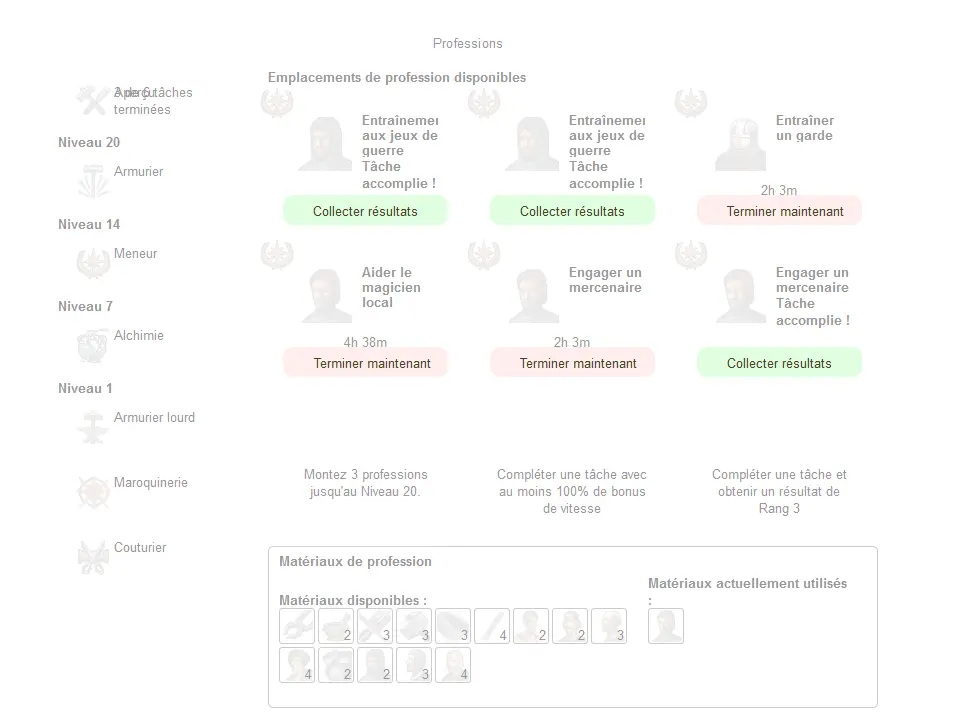 Professions
Emplacements de profession disponibles
3 de 6 tâches
terminées
Niveau 20
Armurier
Niveau 14
Meneur
Niveau 7
Alchimie
Niveau 1
Armurier lourd
Maroquinerie
Couturier
Entraînemer
aux jeux de
guerre
Tâche
accomplie !
Collecter résultats
Entraînemer
aux jeux de
guerre
Tâche
accomplie !
Collecter résultats
Entraîner
un garde
2h 3m
Terminer maintenant
Aider le
magicien
local
4h 38m
Terminer maintenant
Engager un
mercenaire
2h 3m
Terminer maintenant
Engager un
mercenaire
Tâche
accomplie !
Collecter résultats
Montez 3 professions
jusqu'au Niveau 20.
Compléter une tâche avec
au moins 100% de bonus
de vitesse
Compléter une tâche et
obtenir un résultat de
Rang 3
Matériaux de profession
Matériaux disponibles :
2 3 3 3 4 2 2 3
4 2 2 3 4
Matériaux actuellement utilisés
: